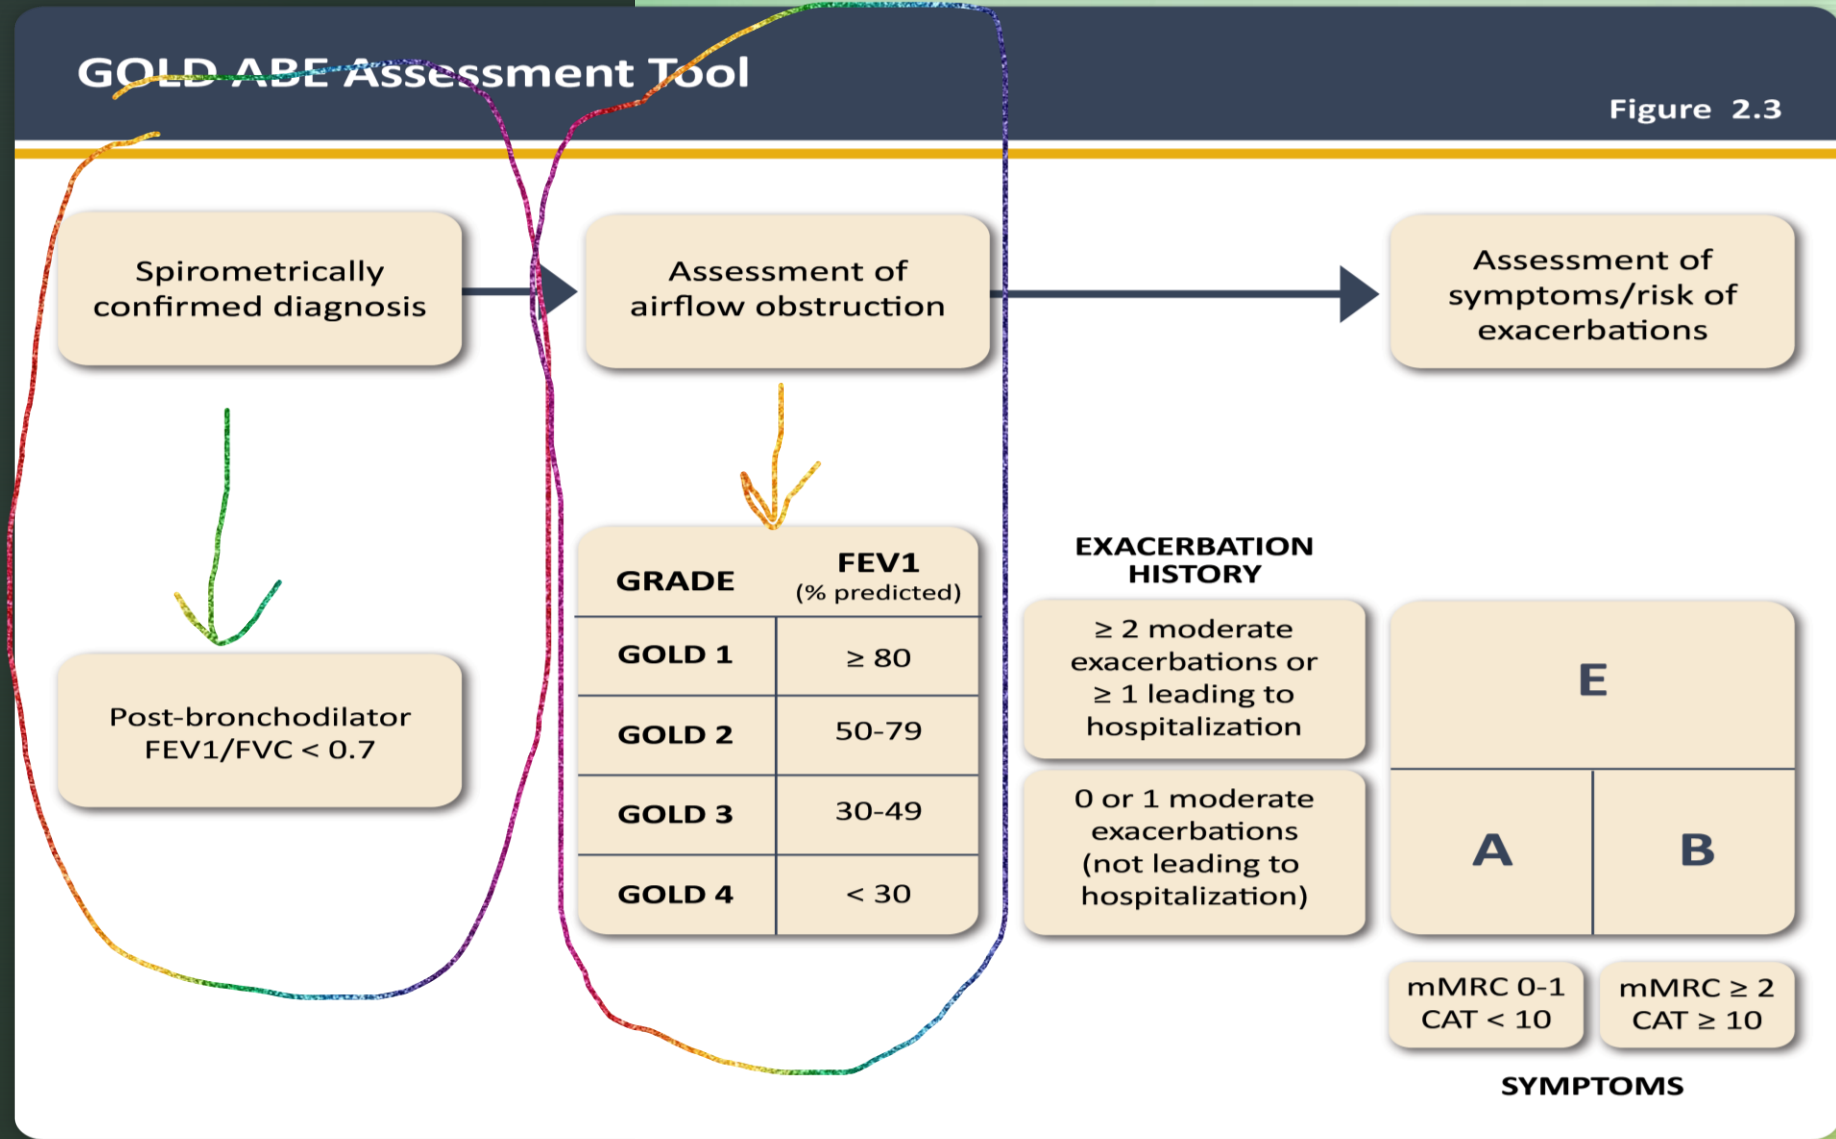 GOLD ABE Assessment Tool
Figure 2.3
Spirometrically
confirmed diagnosis
Assessment of
airflow obstruction
Assessment of
symptoms/risk of
exacerbations
Post-bronchodilator
FEV1/FVC < 0.7
GRADE FEV1
(% predicted)
GOLD 1 ≥ 80
GOLD 2 50-79
GOLD 3 30-49
GOLD 4 < 30
EXACERBATION
HISTORY
≥ 2 moderate
exacerbations or
≥ 1 leading to
hospitalization
0 or 1 moderate
exacerbations
(not leading to
hospitalization)
E
A B
mMRC 0-1
CAT < 10
mMRC ≥ 2
CAT ≥ 10
SYMPTOMS